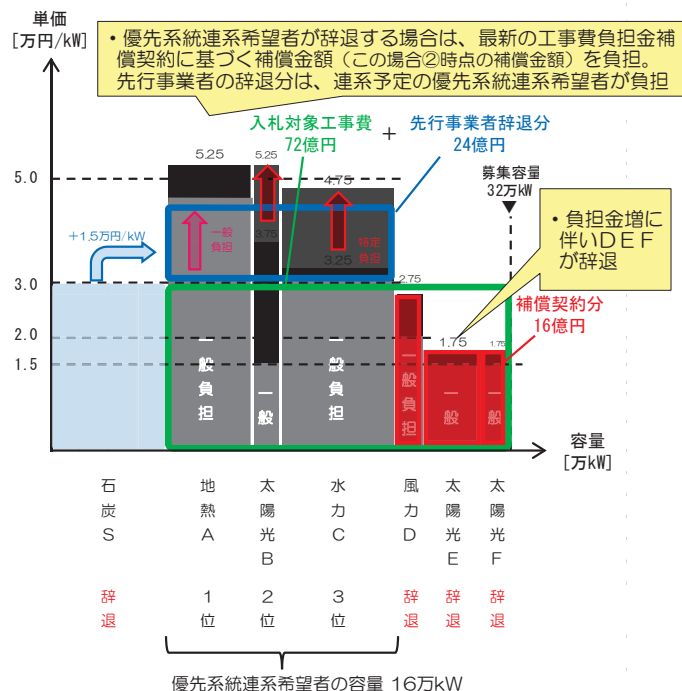 単価
[万円/kW]
・優先系統連系希望者が辞退する場合は、最新の工事費負担金補
償契約に基づく補償金額（この場合②時点の補償金額）を負担。
先行事業者の辞退分は、連系予定の優先系統連系希望者が負担
入札対象工事費
72億円
+
先行事業者辞退分
24億円
募集容量
32万kW
・負担金増に
伴いDEF
が辞退
補償契約分
16億円
+1.5万円/kW
5.0
3.0
2.0
1.5
5.25
5.25
4.75
3.75
3.25
2.75
1.75
1.75
一般
負担
特定
負担
一般負担
一般
一般負担
一般負担
一般
一般
容量
[万kW]
石炭S
地熱A
太陽光B
水力C
風力D
太陽光E
太陽光F
辞退
1位
2位
3位
辞退
辞退
辞退
優先系統連系希望者の容量 16万kW